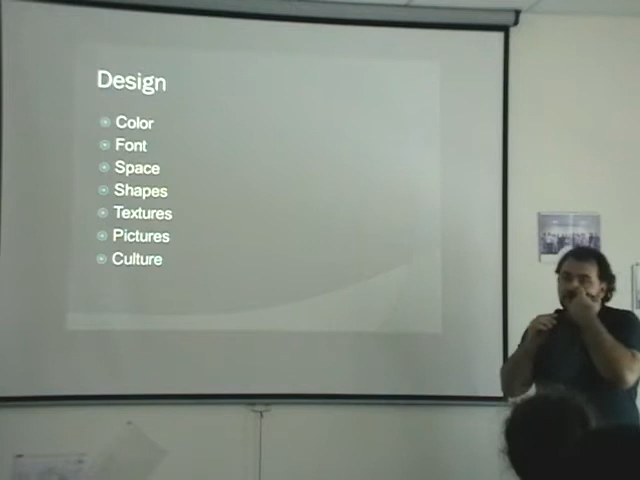 Design
Color
Font
Space
Shapes
Textures
Pictures
Culture